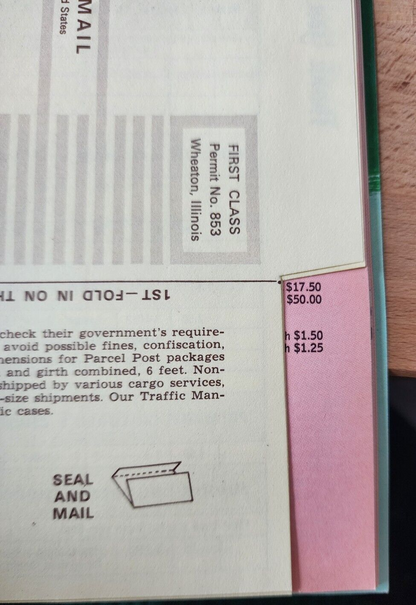 MAIL
d States
FIRST CLASS
Permit No. 853
Wheaton, Illinois
1ST—FOLD IN ON TH
$17.50
$50.00
h $1.50
h $1.25
check their government's require-
avoid possible fines, confiscation,
mensions for Parcel Post packages
and girth combined, 6 feet. Non-
shipped by various cargo services,
-size shipments. Our Traffic Man-
ic cases.
SEAL
AND
MAIL